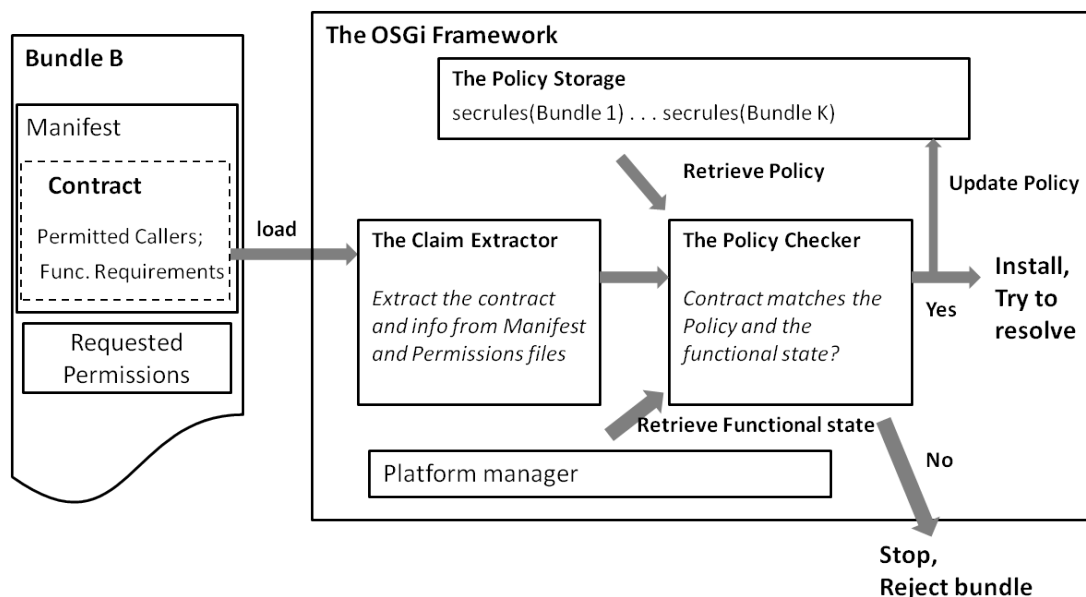 Bundle B
Manifest
Contract
Permitted Callers;
Func. Requirements
Requested
Permissions
load
The OSGi Framework
The Policy Storage
secrules(Bundle 1) . . . secrules(Bundle K)
Retrieve Policy
Update Policy
The Claim Extractor
Extract the contract
and info from Manifest
and Permissions files
The Policy Checker
Contract matches the
Policy and the
functional state?
Yes
Install,
Try to
resolve
Retrieve Functional state
Platform manager
No
Stop,
Reject bundle